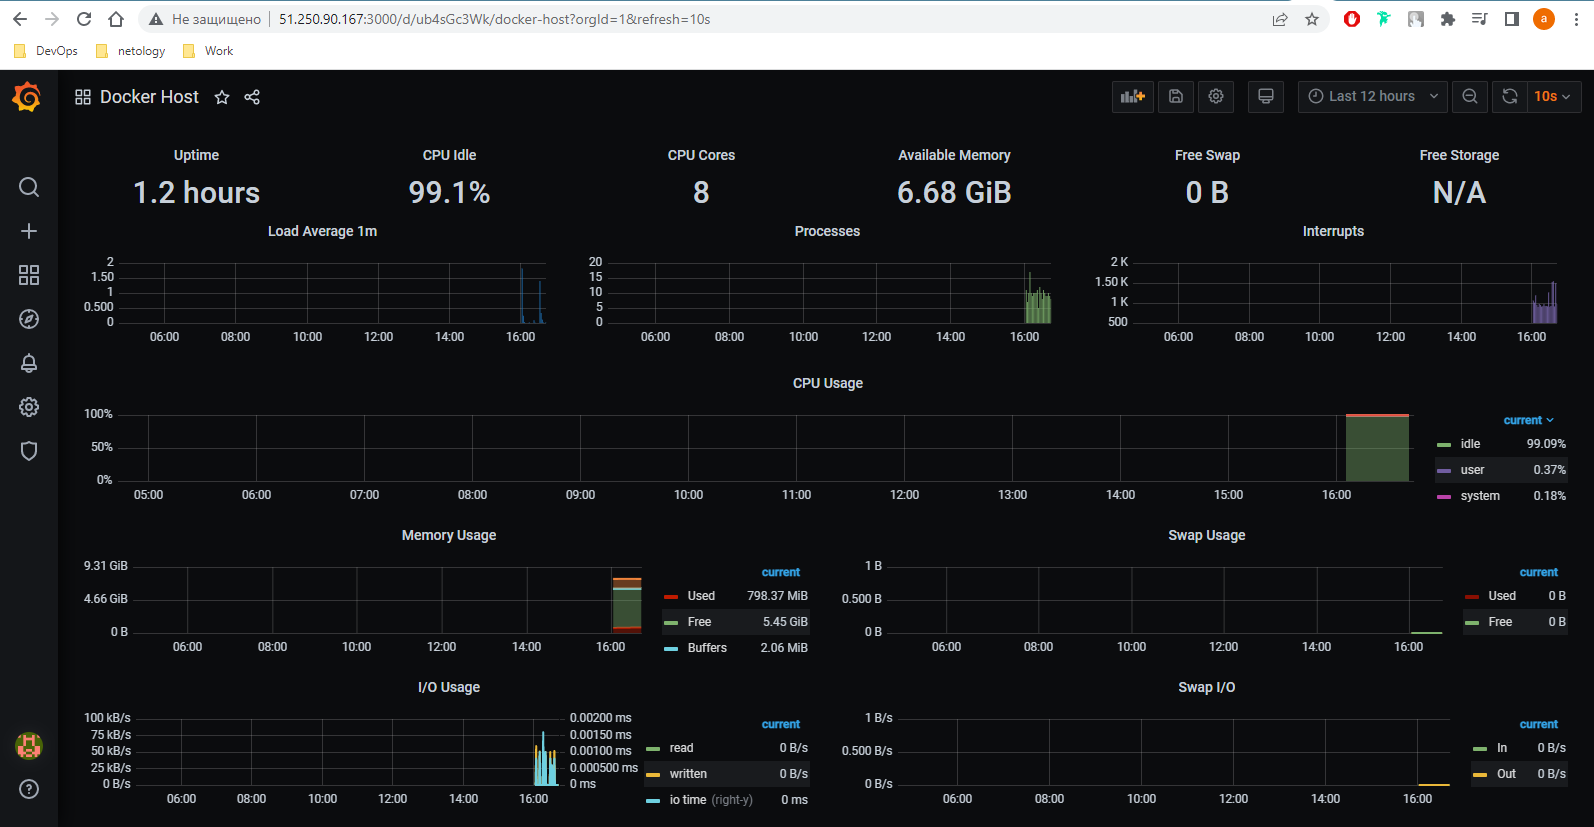 Не защищено 51.250.90.167:3000/d/ub4sGc3Wk/docker-host?orgId=1&refresh=10s a
DevOps netology Work
Docker Host Last 12 hours 10s
Uptime CPU Idle CPU Cores Available Memory Free Swap Free Storage
1.2 hours 99.1% 8 6.68 GiB 0 B N/A
Load Average 1m
2
1.50
1
0.500
0
06:00 08:00 10:00 12:00 14:00 16:00
Processes
20
15
10
5
0
06:00 08:00 10:00 12:00 14:00 16:00
Interrupts
2 K
1.50 K
1 K
500
06:00 08:00 10:00 12:00 14:00 16:00
CPU Usage
100%
50%
0%
05:00 06:00 07:00 08:00 09:00 10:00 11:00 12:00 13:00 14:00 15:00 16:00
current
idle 99.09%
user 0.37%
system 0.18%
Memory Usage
9.31 GiB
4.66 GiB
0 B
06:00 08:00 10:00 12:00 14:00 16:00
current
Used 798.37 MiB
Free 5.45 GiB
Buffers 2.06 MiB
Swap Usage
1 B
0.500 B
0 B
06:00 08:00 10:00 12:00 14:00 16:00
current
Used 0 B
Free 0 B
I/O Usage
100 kB/s
75 kB/s
50 kB/s
25 kB/s
0 B/s
0.00200 ms
0.00150 ms
0.00100 ms
0.000500 ms
0 ms
06:00 08:00 10:00 12:00 14:00 16:00
current
read 0 B/s
written 0 B/s
io time (right-y) 0 ms
Swap I/O
1 B/s
0.500 B/s
0 B/s
06:00 08:00 10:00 12:00 14:00 16:00
current
In 0 B/s
Out 0 B/s